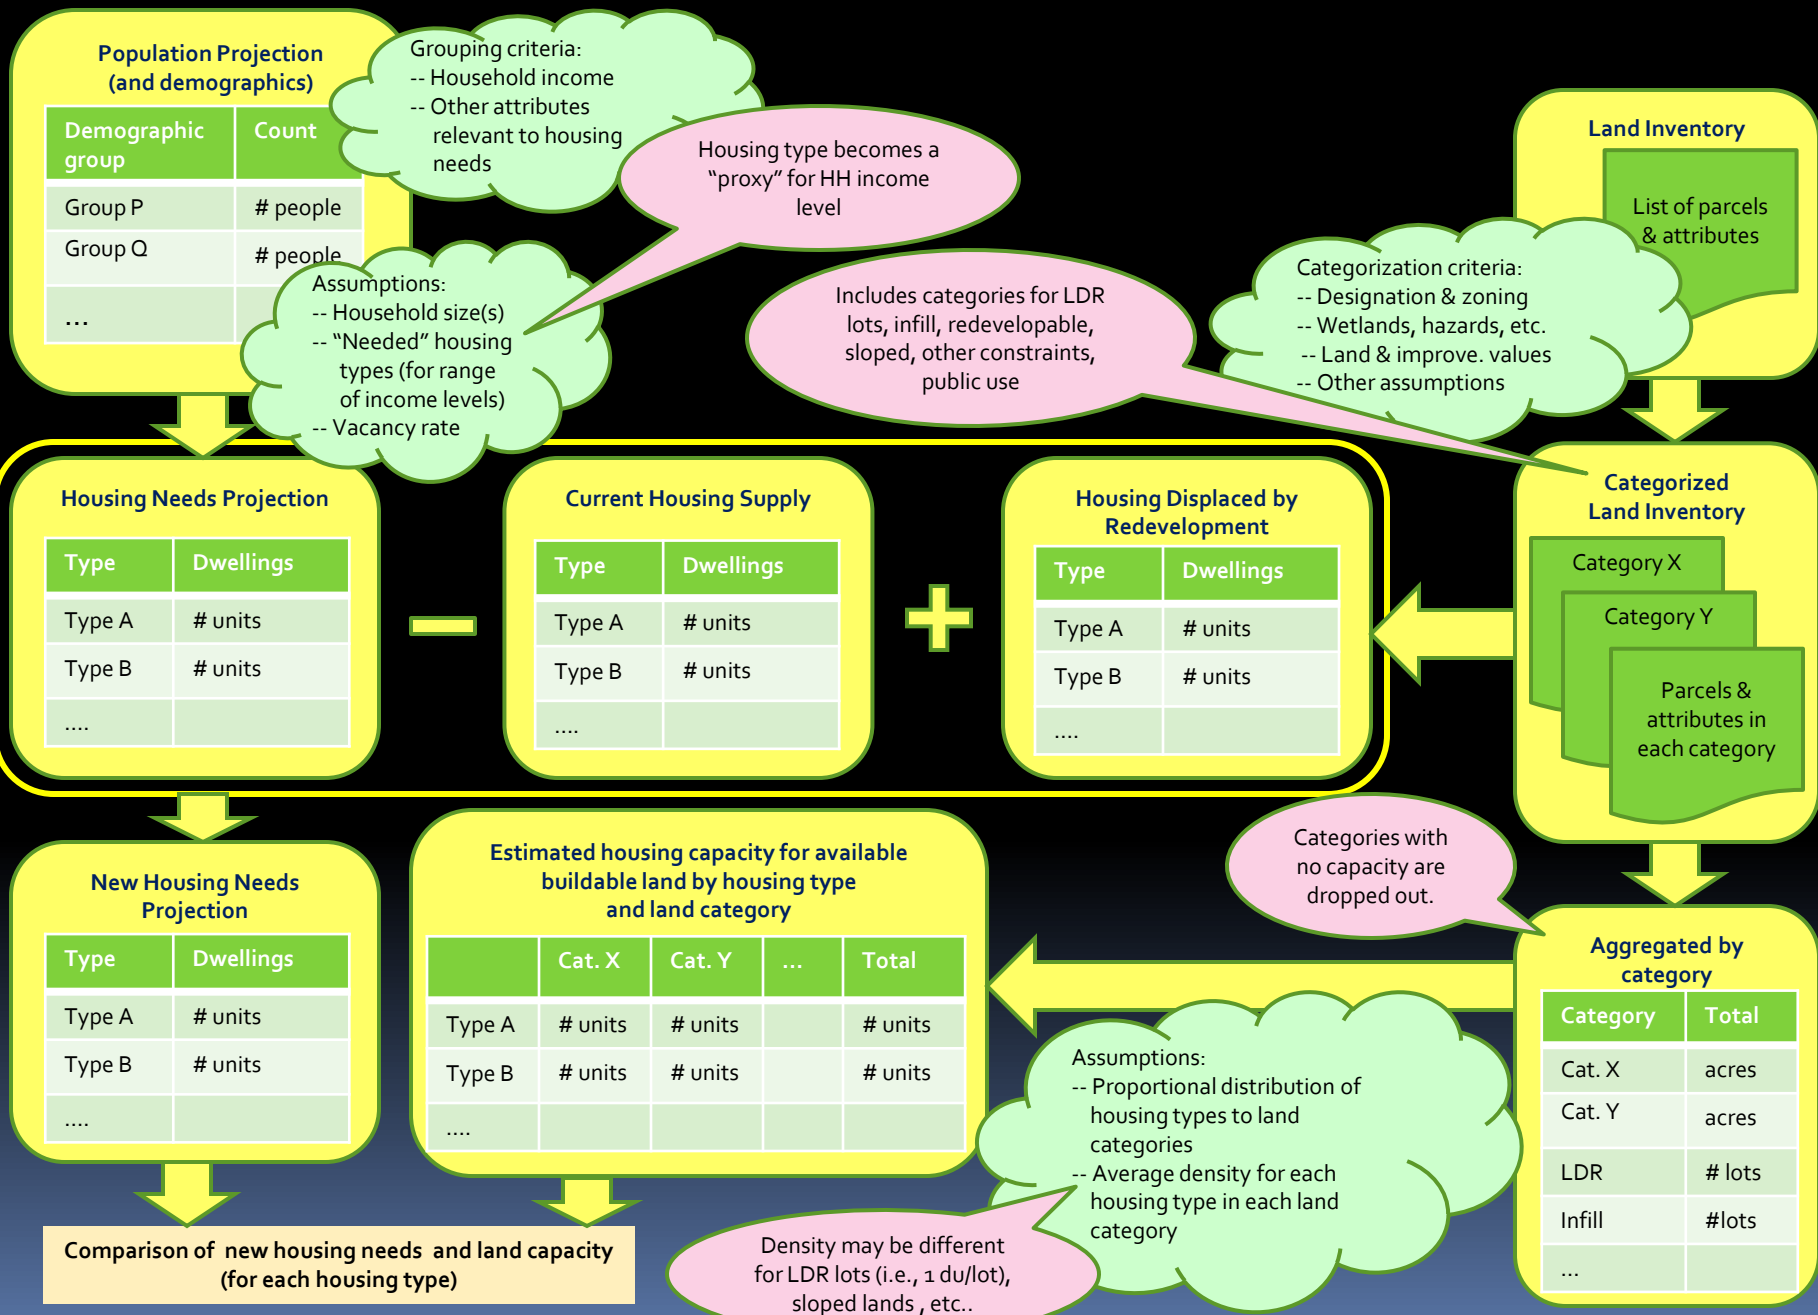 Population Projection
(and demographics)
Demographic group | Count
Group P | # people
Group Q | # people
...
Grouping criteria:
-- Household income
-- Other attributes
relevant to housing
needs
Housing type becomes a
“proxy” for HH income
level
Assumptions:
-- Household size(s)
-- “Needed” housing
types (for range
of income levels)
-- Vacancy rate
Includes categories for LDR
lots, infill, redevelopable,
sloped, other constraints,
public use
Land Inventory
List of parcels
& attributes
Categorization criteria:
-- Designation & zoning
-- Wetlands, hazards, etc.
-- Land & improve. values
-- Other assumptions
Housing Needs Projection
Type | Dwellings
Type A | # units
Type B | # units
....
Current Housing Supply
Type | Dwellings
Type A | # units
Type B | # units
....
Housing Displaced by
Redevelopment
Type | Dwellings
Type A | # units
Type B | # units
....
Categorized
Land Inventory
Category X
Category Y
Parcels &
attributes in
each category
New Housing Needs
Projection
Type | Dwellings
Type A | # units
Type B | # units
....
Estimated housing capacity for available
buildable land by housing type
and land category
Cat. X | Cat. Y | ... | Total
Type A | # units | # units | # units
Type B | # units | # units | # units
....
Categories with
no capacity are
dropped out.
Aggregated by
category
Category | Total
Cat. X | acres
Cat. Y | acres
LDR | # lots
Infill | #lots
...
Assumptions:
-- Proportional distribution of
housing types to land
categories
-- Average density for each
housing type in each land
category
Density may be different
for LDR lots (i.e., 1 du/lot),
sloped lands , etc..
Comparison of new housing needs and land capacity
(for each housing type)